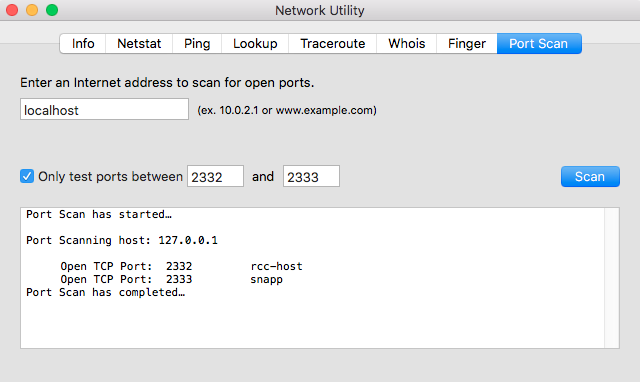 Network Utility
Info Netstat Ping Lookup Traceroute Whois Finger Port Scan
Enter an Internet address to scan for open ports.
localhost (ex. 10.0.2.1 or www.example.com)
Only test ports between 2332 and 2333 Scan
Port Scan has started…
Port Scanning host: 127.0.0.1
Open TCP Port: 2332 rcc-host
Open TCP Port: 2333 snapp
Port Scan has completed…